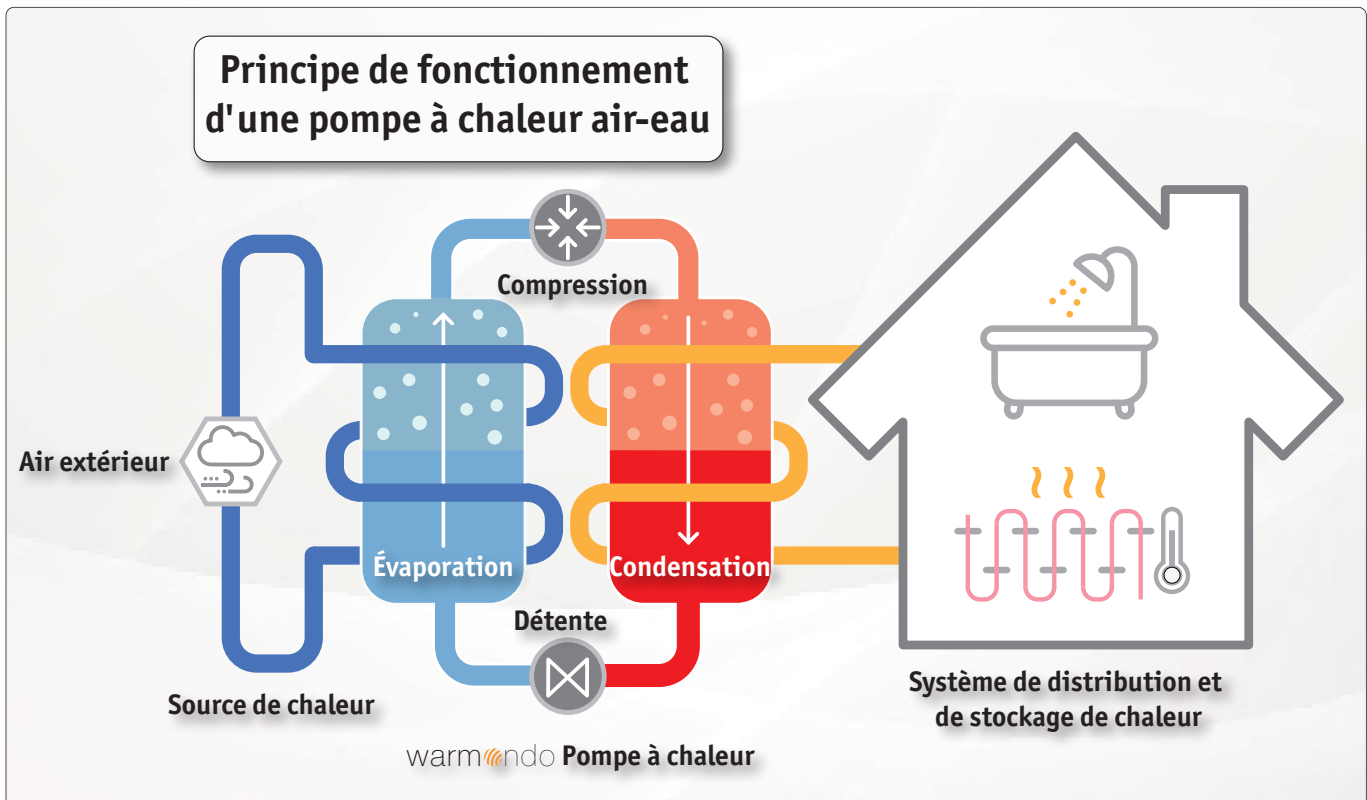 Principe de fonctionnement
d'une pompe à chaleur air-eau
Compression
Air extérieur
Évaporation
Condensation
Détente
Source de chaleur
Système de distribution et
de stockage de chaleur
warmondo Pompe à chaleur